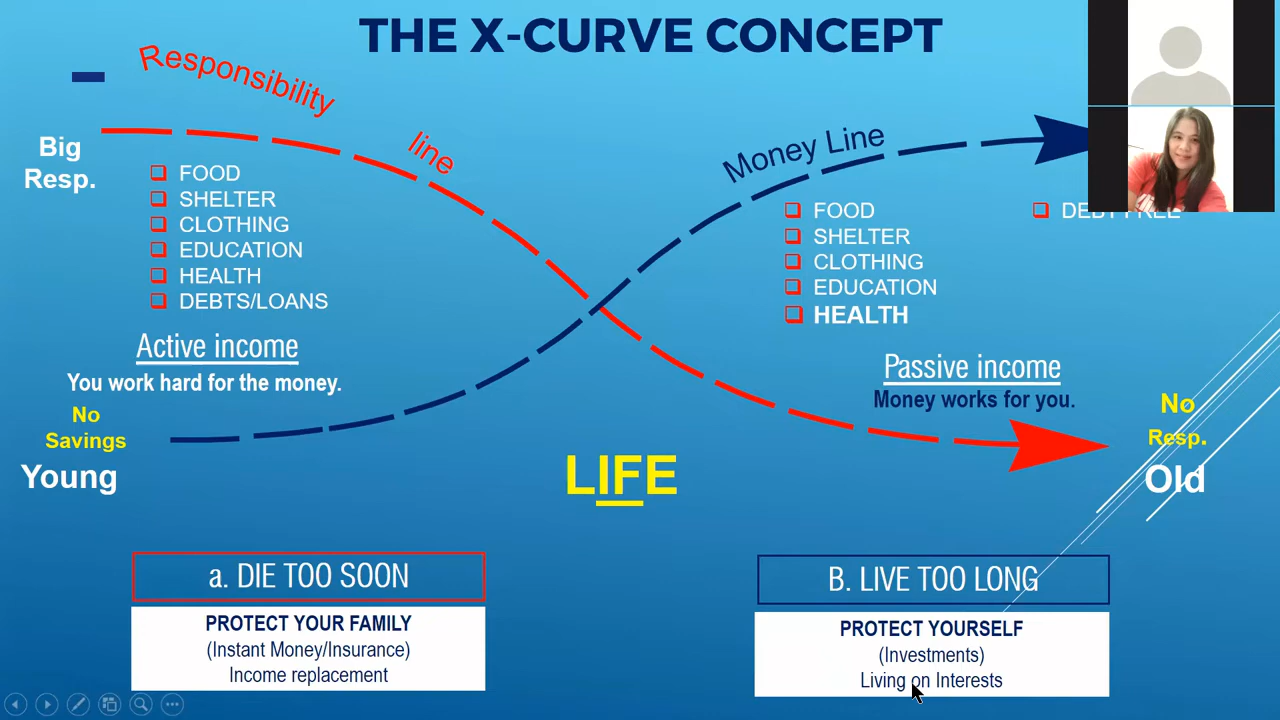 THE X-CURVE CONCEPT
Responsibility line
Money Line
Big
Resp.
FOOD
SHELTER
CLOTHING
EDUCATION
HEALTH
DEBTS/LOANS
Active income
You work hard for the money.
No
Savings
Young
FOOD
SHELTER
CLOTHING
EDUCATION
HEALTH
DEBT FREE
Passive income
Money works for you.
No
Resp.
Old
LIFE
a. DIE TOO SOON
PROTECT YOUR FAMILY
(Instant Money/Insurance)
Income replacement
B. LIVE TOO LONG
PROTECT YOURSELF
(Investments)
Living on Interests